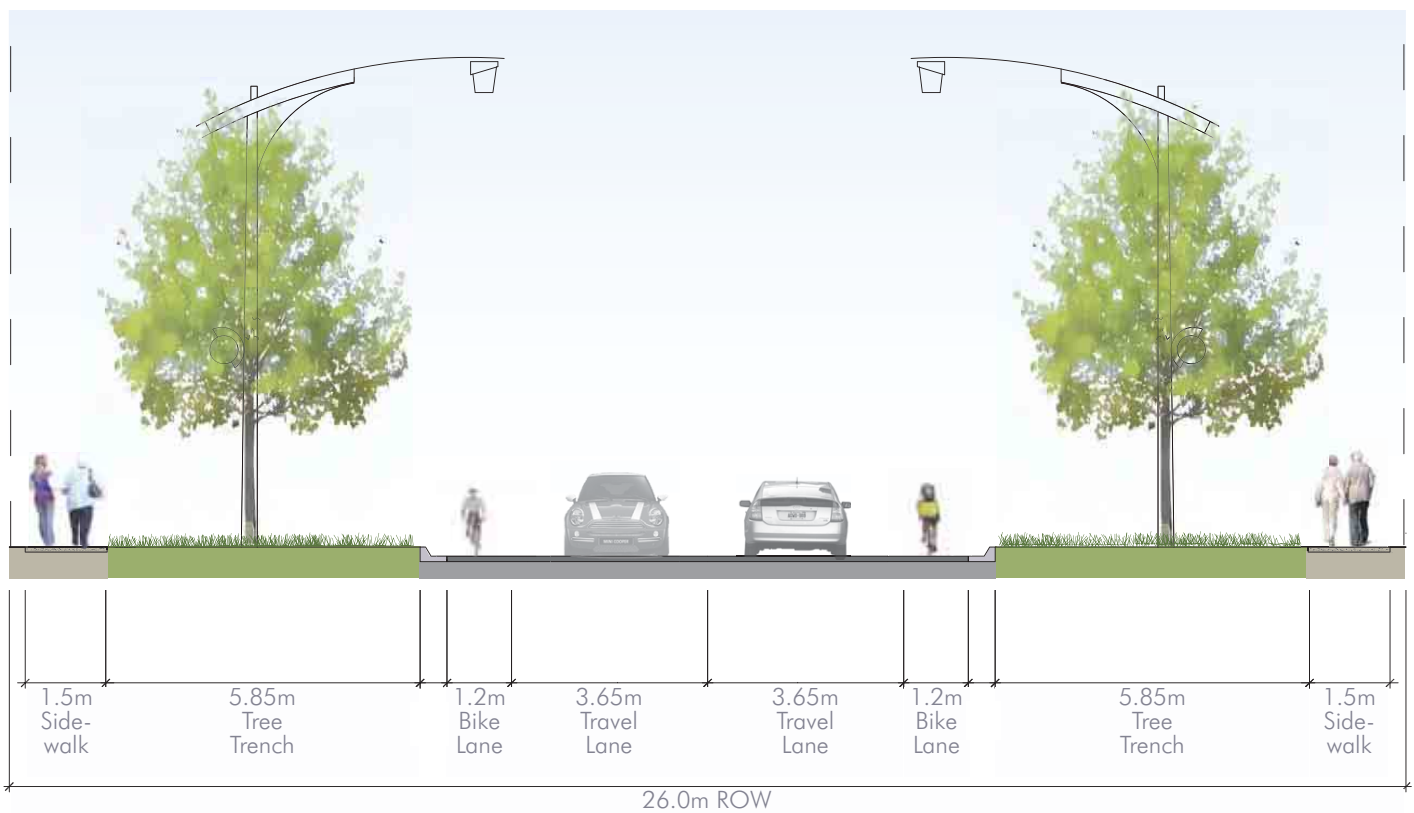 1.5m
Side-
walk
5.85m
Tree
Trench
1.2m
Bike
Lane
3.65m
Travel
Lane
3.65m
Travel
Lane
1.2m
Bike
Lane
5.85m
Tree
Trench
1.5m
Side-
walk
26.0m ROW